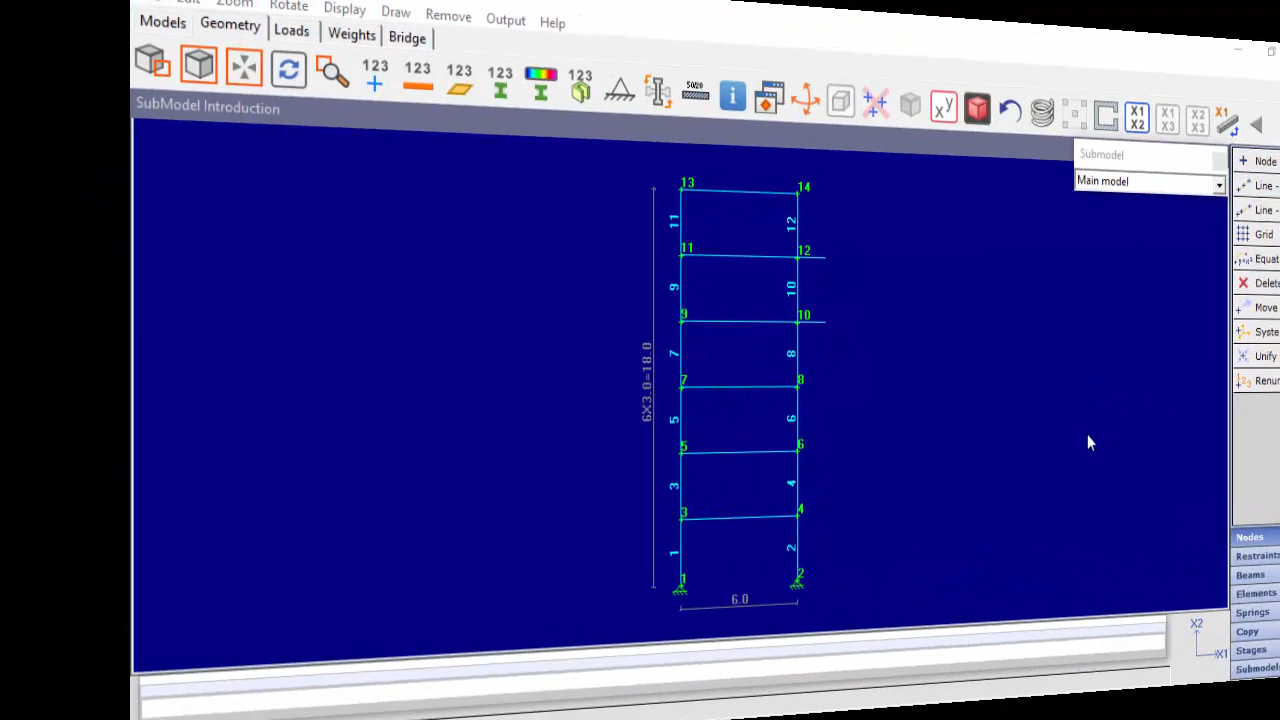 Edit Zoom Rotate Display Draw Remove Output Help
Models Geometry Loads Weights Bridge
123 123 123 123 123 50/20 i xy X1 X2 X1 X3 X2 X3 X1
SubModel Introduction
Submodel
Main model
Node
Line -
Line -
Grid
Equat
Delete
Move
Syste
Unify
Renur
Nodes
Restraints
Beams
Elements
Springs
Copy
Stages
Submodel
13 14
11 12
11 12
9 10
9 10
7 8
7 8
5 6
5 6
3 4
3 4
1 2
1 2
6X3.0=18.0
6.0
X2
X1